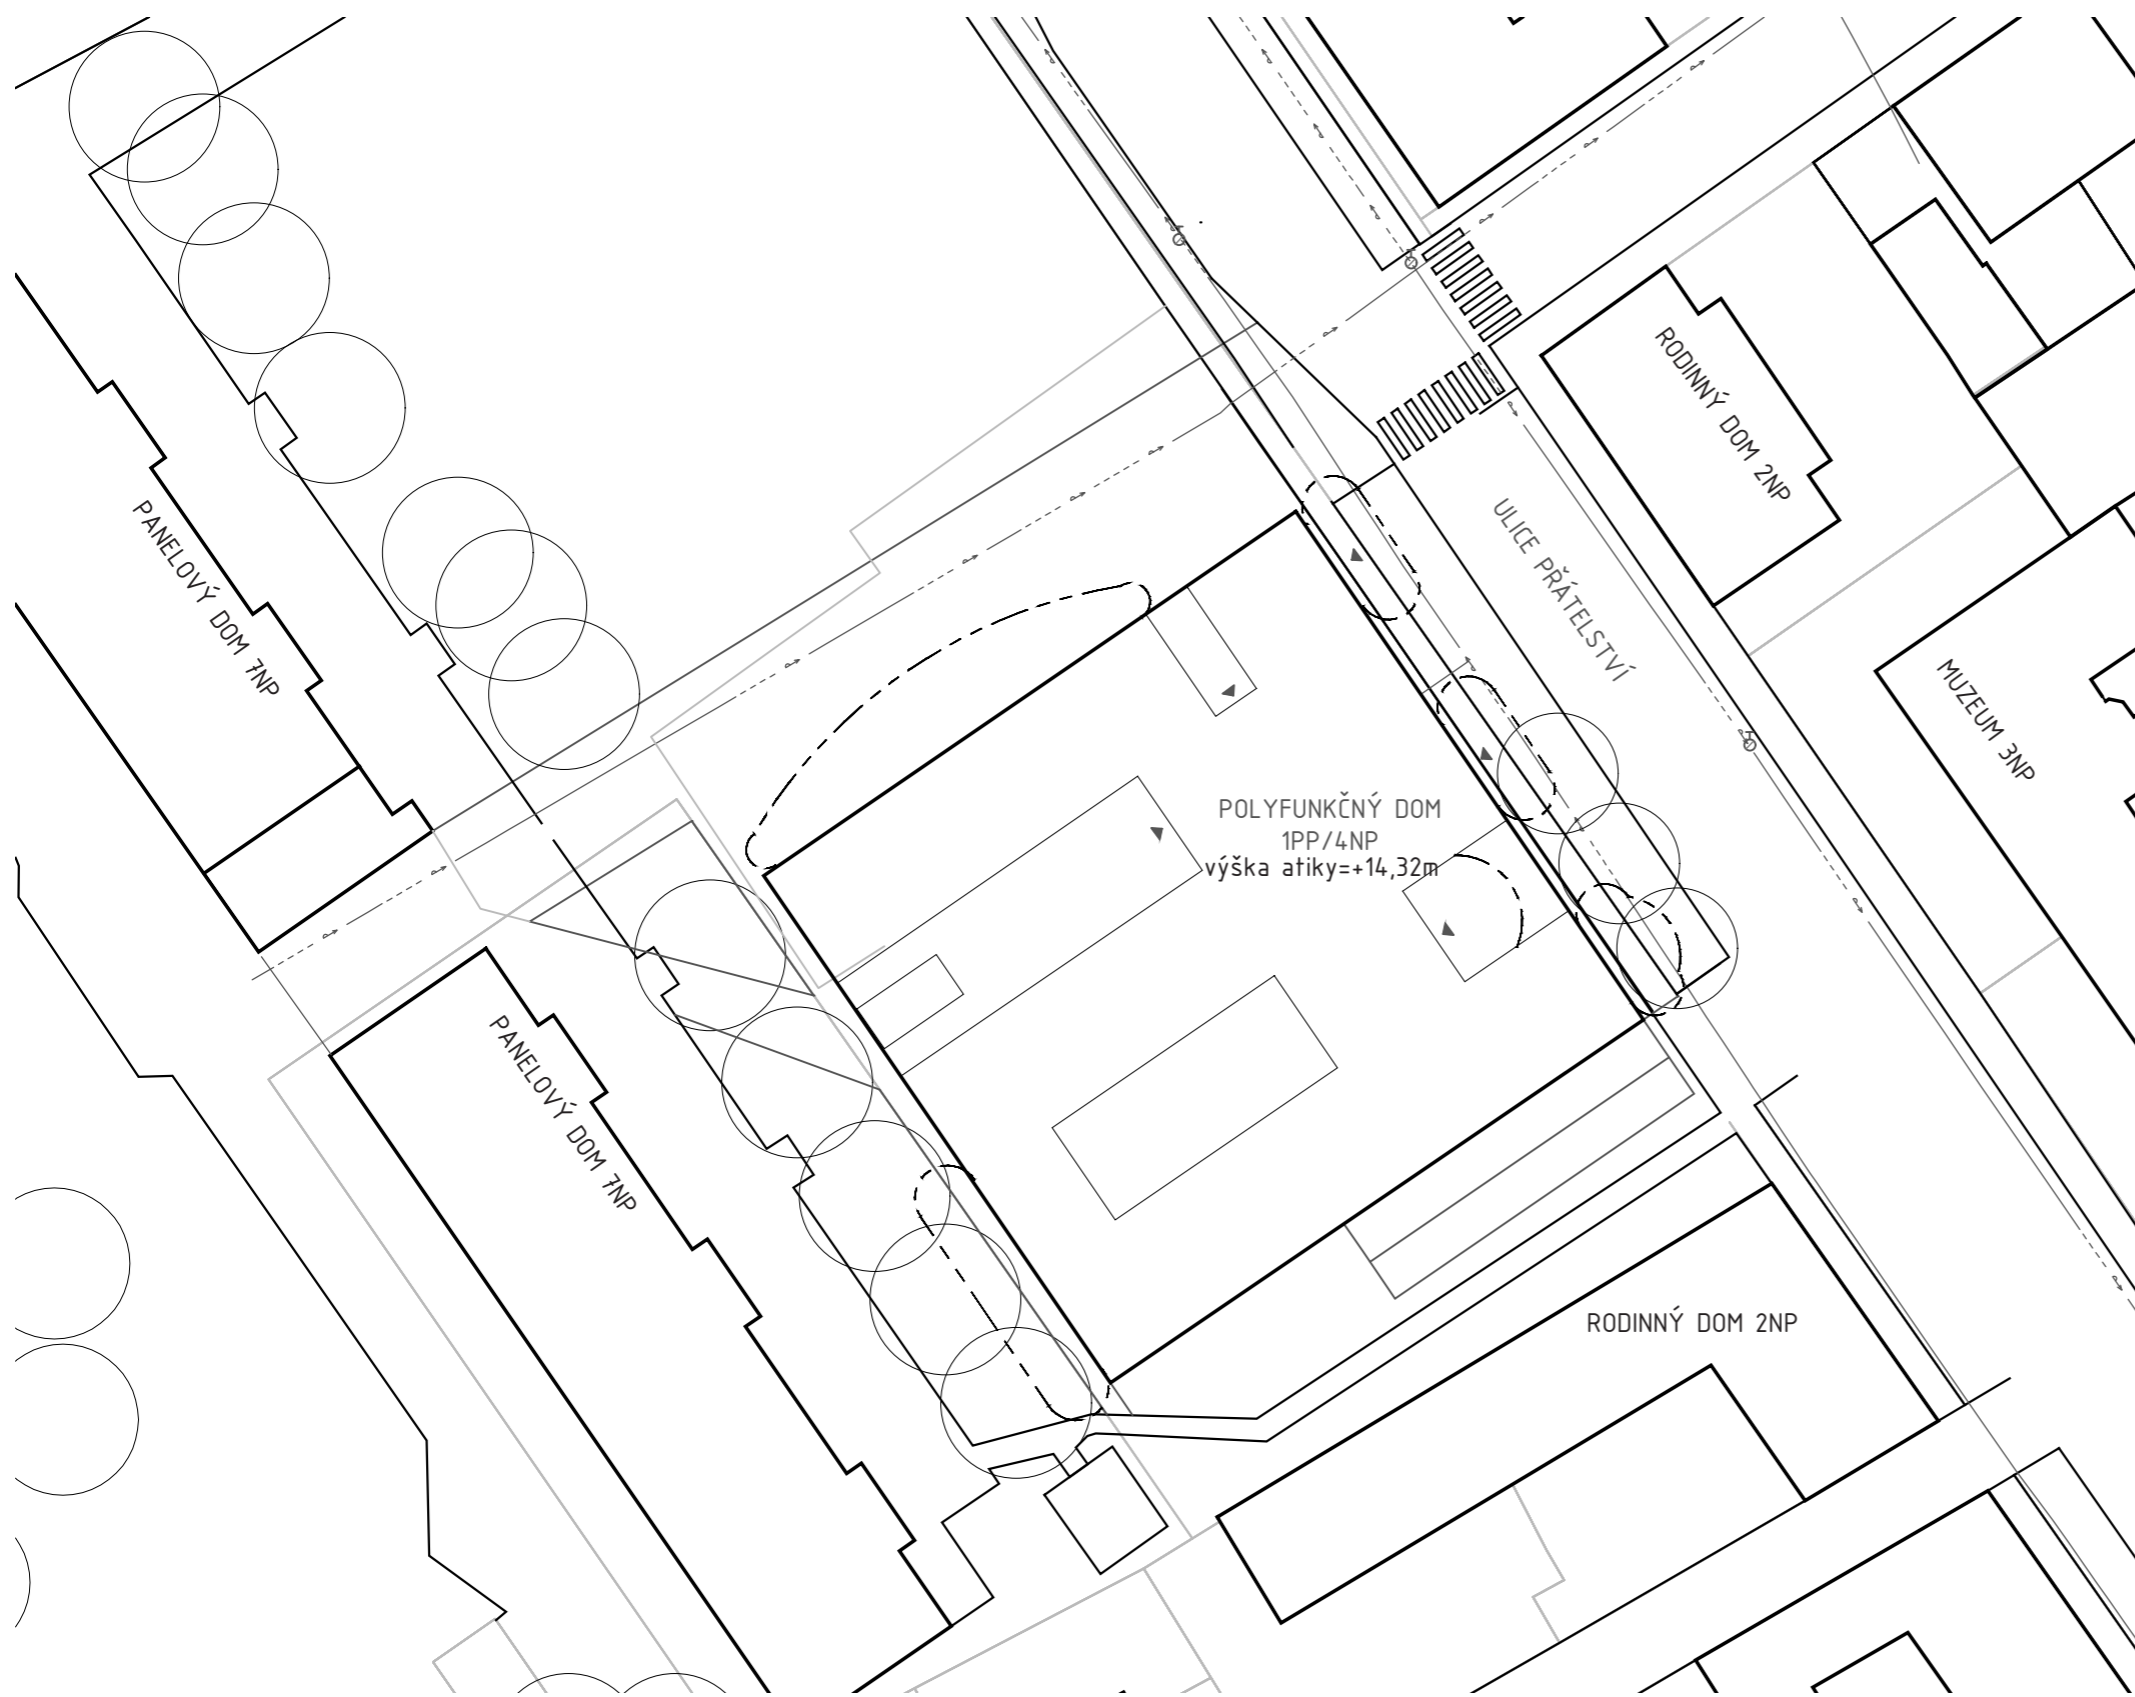 RODINNÝ DOM 2NP
PANELOVÝ DOM 7NP
ULICE PŘÁTELSTVÍ
MUZEUM 3NP
POLYFUNKČNÝ DOM
1PP/4NP
výška atiky=+14,32m
PANELOVÝ DOM 7NP
RODINNÝ DOM 2NP